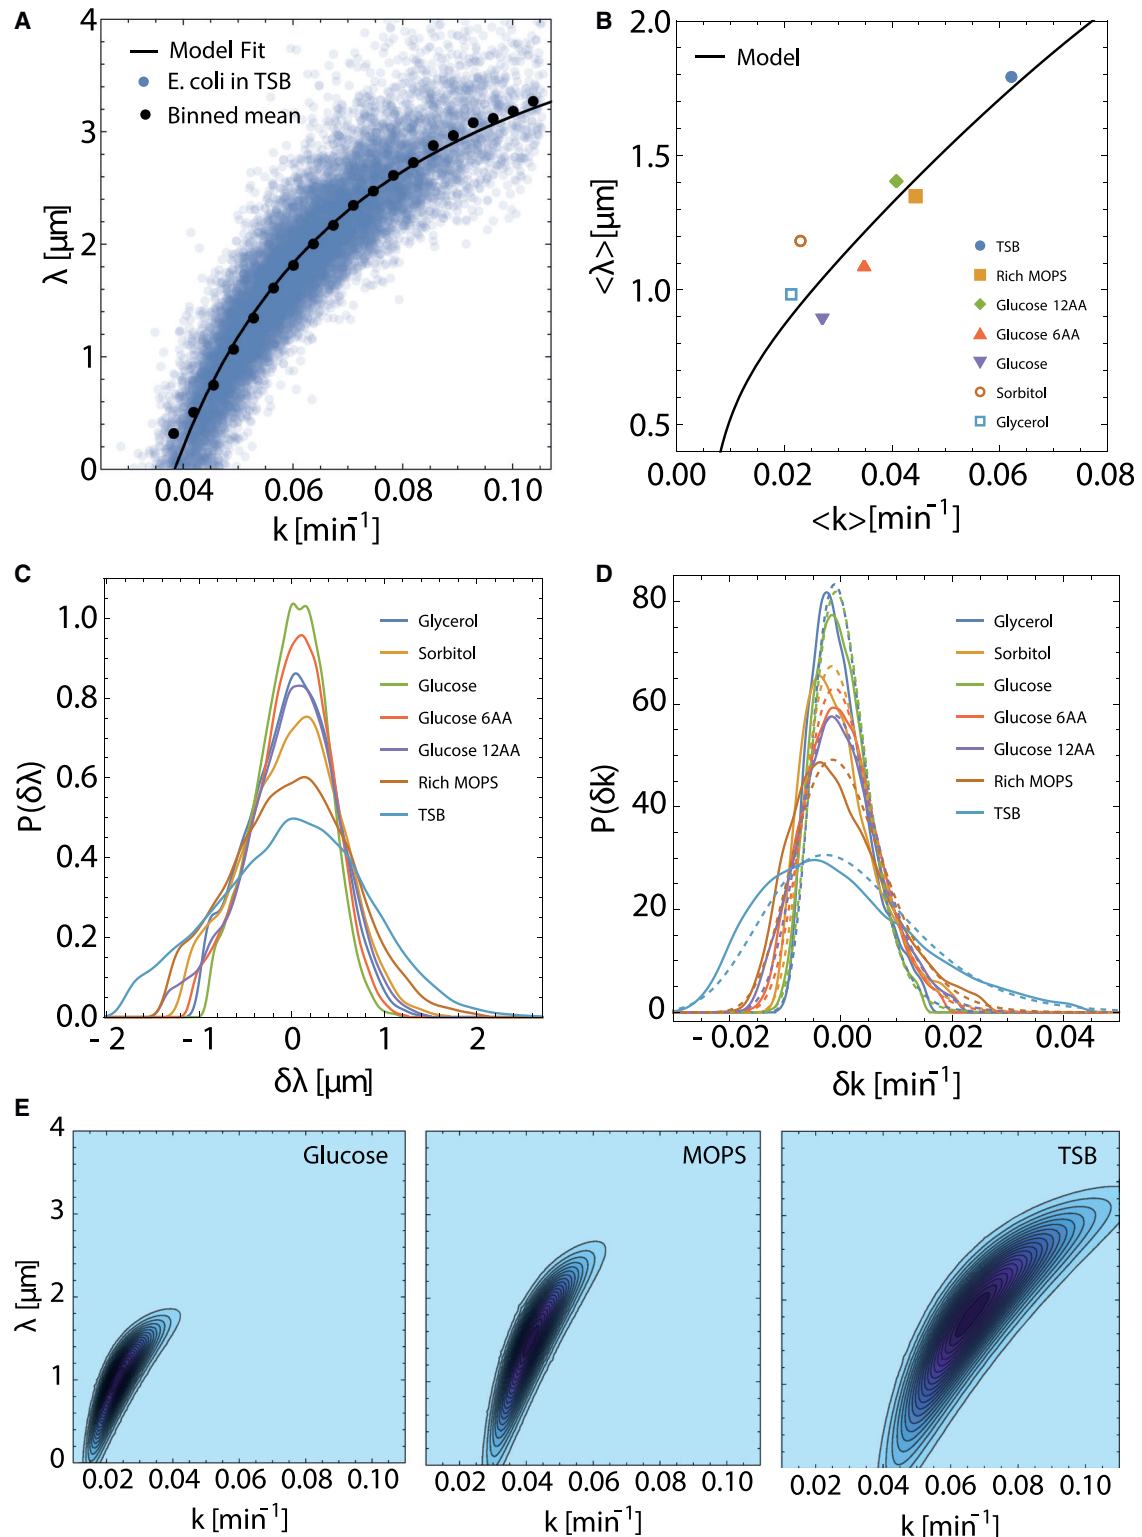 A
4
3
2
1
0
λ [μm]
Model Fit
E. coli in TSB
Binned mean
0.04 0.06 0.08 0.10
k [min⁻¹]
B
2.0
1.5
1.0
0.5
<λ>[μm]
Model
TSB
Rich MOPS
Glucose 12AA
Glucose 6AA
Glucose
Sorbitol
Glycerol
0.00 0.02 0.04 0.06 0.08
<k>[min⁻¹]
C
1.0
0.8
0.6
0.4
0.2
0.0
P(δλ)
Glycerol
Sorbitol
Glucose
Glucose 6AA
Glucose 12AA
Rich MOPS
TSB
-2 -1 0 1 2
δλ [μm]
D
80
60
40
20
0
P(δk)
Glycerol
Sorbitol
Glucose
Glucose 6AA
Glucose 12AA
Rich MOPS
TSB
-0.02 0.00 0.02 0.04
δk [min⁻¹]
E
4
3
2
1
0
λ [μm]
Glucose
0.02 0.04 0.06 0.08 0.10
k [min⁻¹]
MOPS
0.02 0.04 0.06 0.08 0.10
k [min⁻¹]
TSB
0.02 0.04 0.06 0.08 0.10
k [min⁻¹]